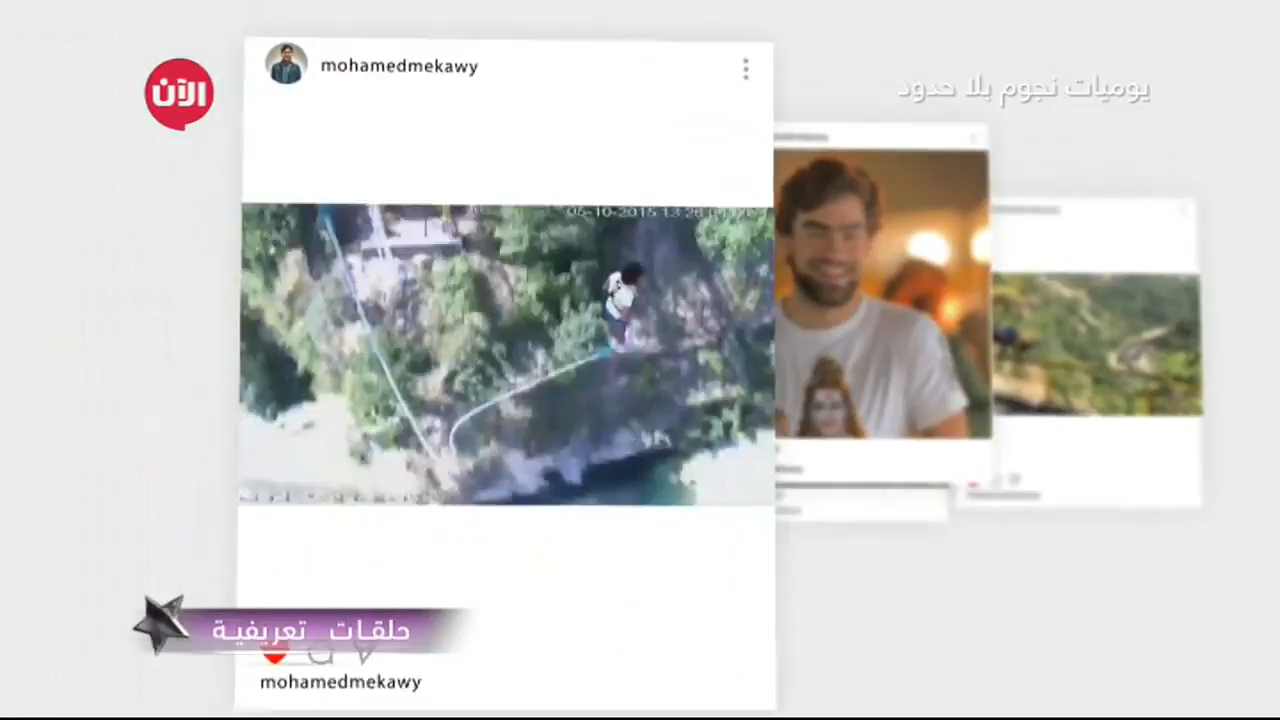 mohamedmekawy
الآن
يوميات نجوم بلا حدود
حلقات تعريفية
mohamedmekawy